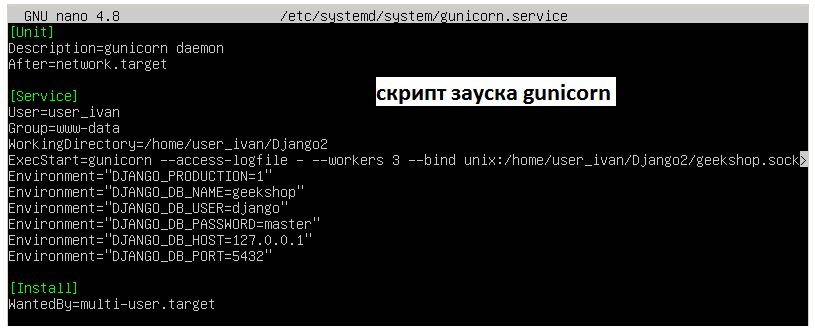 GNU nano 4.8 /etc/systemd/system/gunicorn.service
[Unit]
Description=gunicorn daemon
After=network.target
скрипт зауска gunicorn
[Service]
User=user_ivan
Group=www-data
WorkingDirectory=/home/user_ivan/Django2
ExecStart=gunicorn --access-logfile - --workers 3 --bind unix:/home/user_ivan/Django2/geekshop.sock>
Environment="DJANGO_PRODUCTION=1"
Environment="DJANGO_DB_NAME=geekshop"
Environment="DJANGO_DB_USER=django"
Environment="DJANGO_DB_PASSWORD=master"
Environment="DJANGO_DB_HOST=127.0.0.1"
Environment="DJANGO_DB_PORT=5432"
[Install]
WantedBy=multi-user.target